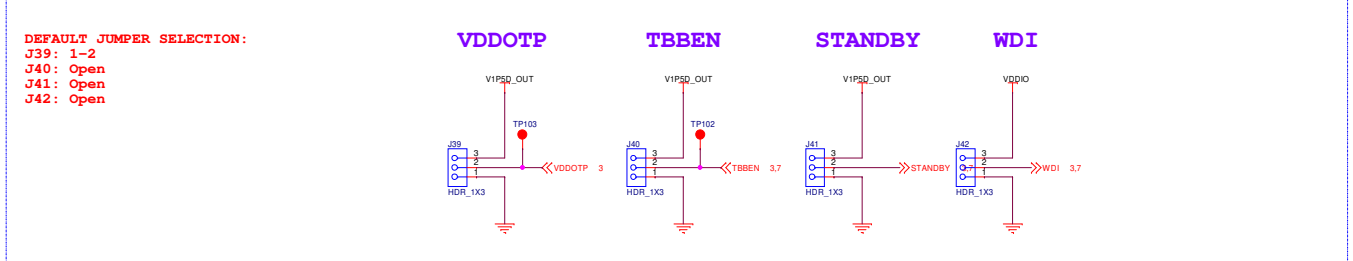 DEFAULT JUMPER SELECTION:
J39: 1-2
J40: Open
J41: Open
J42: Open
VDDOTP
V1P5D_OUT
TP103
J39
3
2
1
VDDOTP 3
HDR_1X3
TBBEN
V1P5D_OUT
TP102
J40
3
2
1
TBBEN 3,7
HDR_1X3
STANDBY
V1P5D_OUT
J41
3
2
1
STANDBY 3,7
HDR_1X3
WDI
VDDIO
J42
3
2
1
WDI 3,7
HDR_1X3